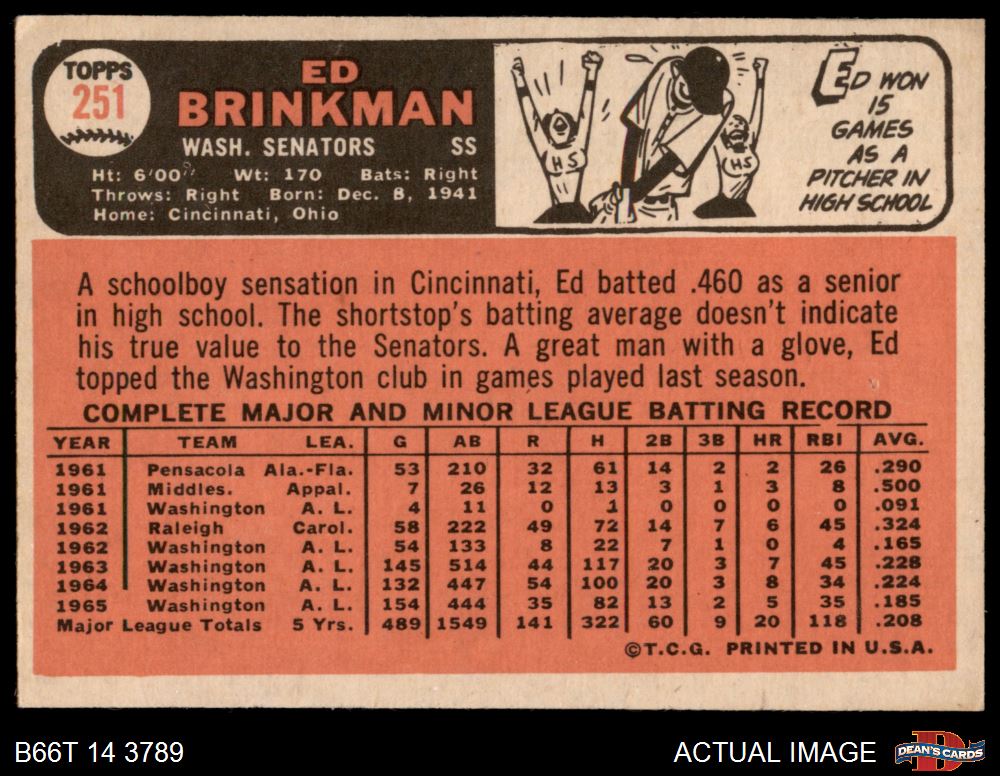 TOPPS
251
ED
BRINKMAN
WASH. SENATORS SS
Ht: 6'00" Wt: 170 Bats: Right
Throws: Right Born: Dec. 8, 1941
Home: Cincinnati, Ohio
HS
HS
ED WON
15
GAMES
AS A
PITCHER IN
HIGH SCHOOL
A schoolboy sensation in Cincinnati, Ed batted .460 as a senior
in high school. The shortstop's batting average doesn't indicate
his true value to the Senators. A great man with a glove, Ed
topped the Washington club in games played last season.
COMPLETE MAJOR AND MINOR LEAGUE BATTING RECORD
YEAR TEAM LEA. G AB R H 2B 3B HR RBI AVG.
1961 Pensacola Ala.-Fla. 53 210 32 61 14 2 2 26 .290
1961 Middles. Appal. 7 26 12 13 3 1 3 8 .500
1961 Washington A. L. 4 11 0 1 0 0 0 0 .091
1962 Raleigh Carol. 58 222 49 72 14 7 6 45 .324
1962 Washington A. L. 54 133 8 22 7 1 0 4 .165
1963 Washington A. L. 145 514 44 117 20 3 7 45 .228
1964 Washington A. L. 132 447 54 100 20 3 8 34 .224
1965 Washington A. L. 154 444 35 82 13 2 5 35 .185
Major League Totals 5 Yrs. 489 1549 141 322 60 9 20 118 .208
©T.C.G. PRINTED IN U.S.A.
B66T 14 3789
ACTUAL IMAGE
DEAN'S CARDS